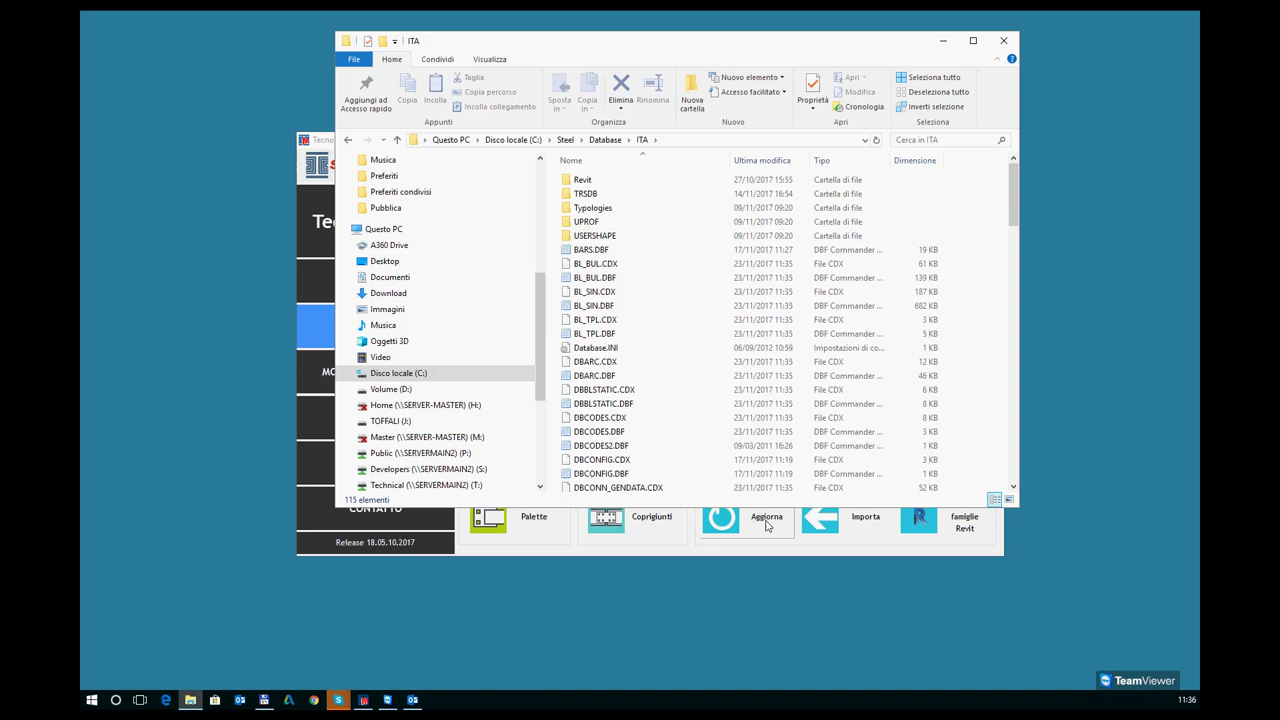 ITA
File Home Condividi Visualizza
Aggiungi ad Accesso rapido
Copia
Incolla
Taglia
Copia percorso
Incolla collegamento
Appunti
Sposta in
Copia in
Elimina
Rinomina
Organizza
Nuova cartella
Nuovo elemento
Accesso facilitato
Nuovo
Proprietà
Apri
Modifica
Cronologia
Apri
Seleziona tutto
Deseleziona tutto
Inverti selezione
Selezione
Questo PC > Disco locale (C:) > Steel > Database > ITA >
Cerca in ITA
Tecno
Te
MO
CONTATTO
Release 18.05.10.2017
Musica
Preferiti
Preferiti condivisi
Pubblica
Questo PC
A360 Drive
Desktop
Documenti
Download
Immagini
Musica
Oggetti 3D
Video
Disco locale (C:)
Volume (D:)
Home (\\SERVER-MASTER) (H:)
TOFFALI (J:)
Master (\\SERVER-MASTER) (M:)
Public (\\SERVERMAIN2) (P:)
Developers (\\SERVERMAIN2) (S:)
Technical (\\SERVERMAIN2) (T:)
Nome Ultima modifica Tipo Dimensione
Revit 27/10/2017 15:55 Cartella di file
TRSDB 14/11/2017 16:54 Cartella di file
Typologies 09/11/2017 09:20 Cartella di file
UPROF 09/11/2017 09:20 Cartella di file
USERSHAPE 09/11/2017 09:20 Cartella di file
BARS.DBF 17/11/2017 11:27 DBF Commander ... 19 KB
BL_BUL.CDX 23/11/2017 11:35 File CDX 61 KB
BL_BUL.DBF 23/11/2017 11:35 DBF Commander ... 139 KB
BL_SIN.CDX 23/11/2017 11:35 File CDX 187 KB
BL_SIN.DBF 23/11/2017 11:35 DBF Commander ... 682 KB
BL_TPL.CDX 23/11/2017 11:35 File CDX 3 KB
BL_TPL.DBF 23/11/2017 11:35 DBF Commander ... 5 KB
Database.INI 06/09/2012 10:59 Impostazioni di co... 1 KB
DBARC.CDX 23/11/2017 11:35 File CDX 12 KB
DBARC.DBF 23/11/2017 11:35 DBF Commander ... 46 KB
DBBLSTATIC.CDX 23/11/2017 11:35 File CDX 6 KB
DBBLSTATIC.DBF 23/11/2017 11:35 DBF Commander ... 8 KB
DBCODES.CDX 23/11/2017 11:35 File CDX 8 KB
DBCODES.DBF 23/11/2017 11:35 DBF Commander ... 3 KB
DBCODES2.DBF 09/03/2011 16:26 DBF Commander ... 1 KB
DBCONFIG.CDX 17/11/2017 11:19 File CDX 3 KB
DBCONFIG.DBF 17/11/2017 11:19 DBF Commander ... 1 KB
DBCONN_GENDATA.CDX 23/11/2017 11:35 File CDX 52 KB
115 elementi
Palette
Coprigiunti
Aggiorna
Importa
famiglie Revit
TeamViewer
11:36